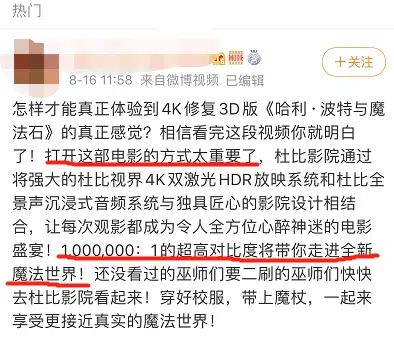 热门
+关注
8-16 11:58 来自微博视频 已编辑
怎样才能真正体验到4K修复3D版《哈利·波特与魔
法石》的真正感觉？相信看完这段视频你就明白
了！打开这部电影的方式太重要了，杜比影院通过
将强大的杜比视界4K双激光HDR放映系统和杜比全
景声沉浸式音频系统与独具匠心的影院设计相结
合，让每次观影都成为令人全方位心醉神迷的电影
盛宴！1,000,000：1的超高对比度将带你走进全新
魔法世界！还没看过的巫师们要二刷的巫师们快快
去杜比影院看起来！穿好校服，带上魔杖，一起来
享受更接近真实的魔法世界！